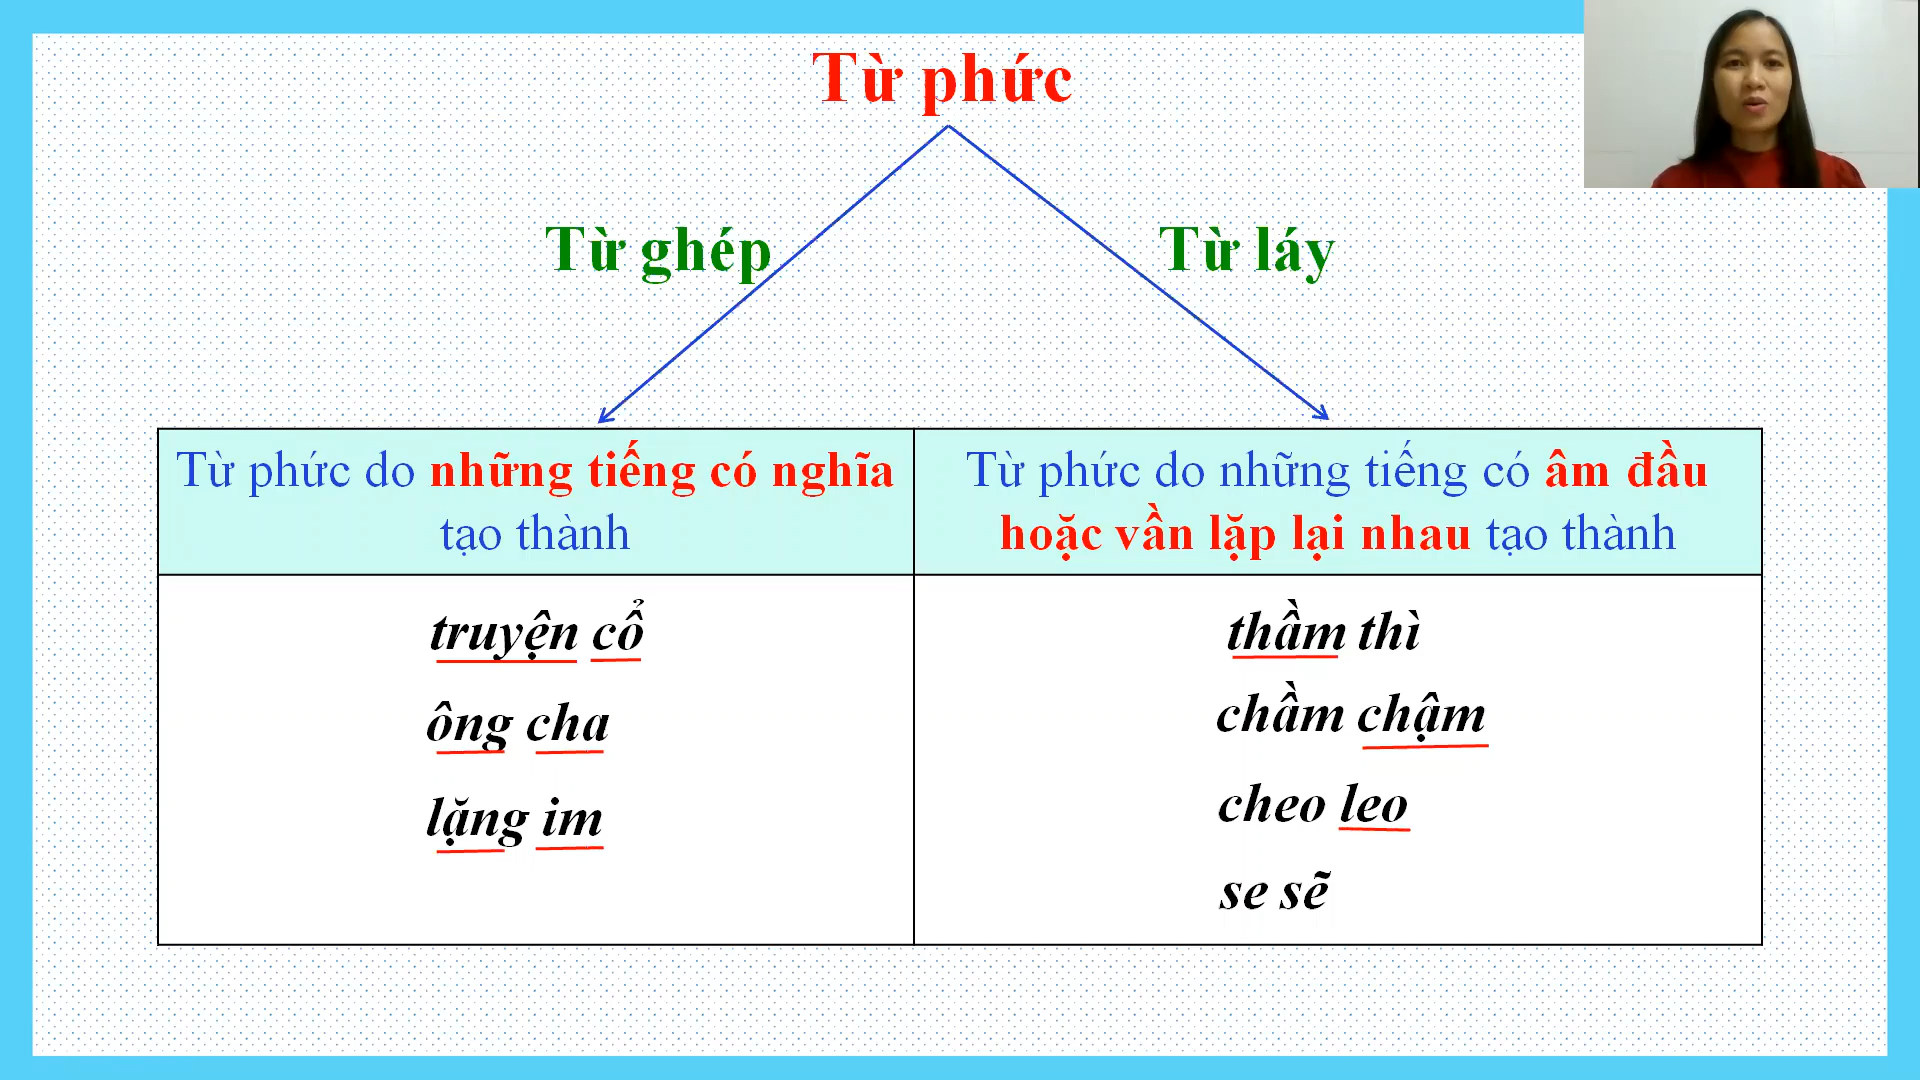 Từ phức
Từ ghép
Từ láy
Từ phức do những tiếng có nghĩa
tạo thành
Từ phức do những tiếng có âm đầu
hoặc vần lặp lại nhau tạo thành
truyện cổ
ông cha
lặng im
thầm thì
chầm chậm
cheo leo
se sẽ